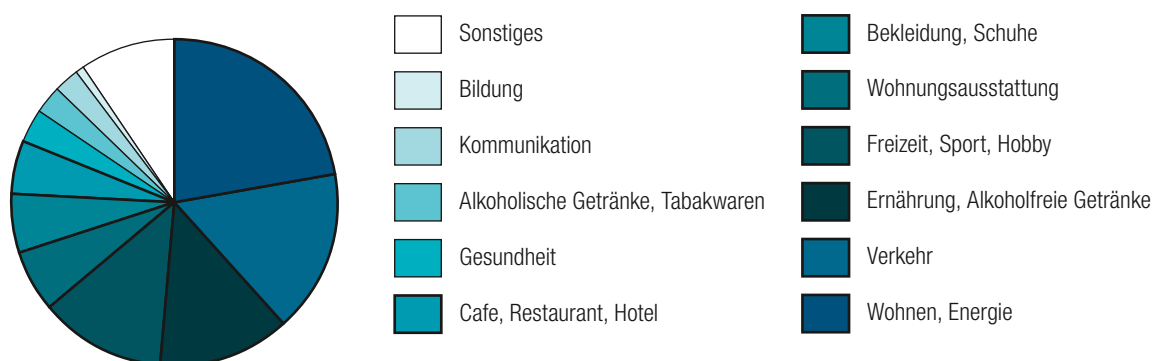 Sonstiges
Bildung
Kommunikation
Alkoholische Getränke, Tabakwaren
Gesundheit
Cafe, Restaurant, Hotel
Bekleidung, Schuhe
Wohnungsausstattung
Freizeit, Sport, Hobby
Ernährung, Alkoholfreie Getränke
Verkehr
Wohnen, Energie